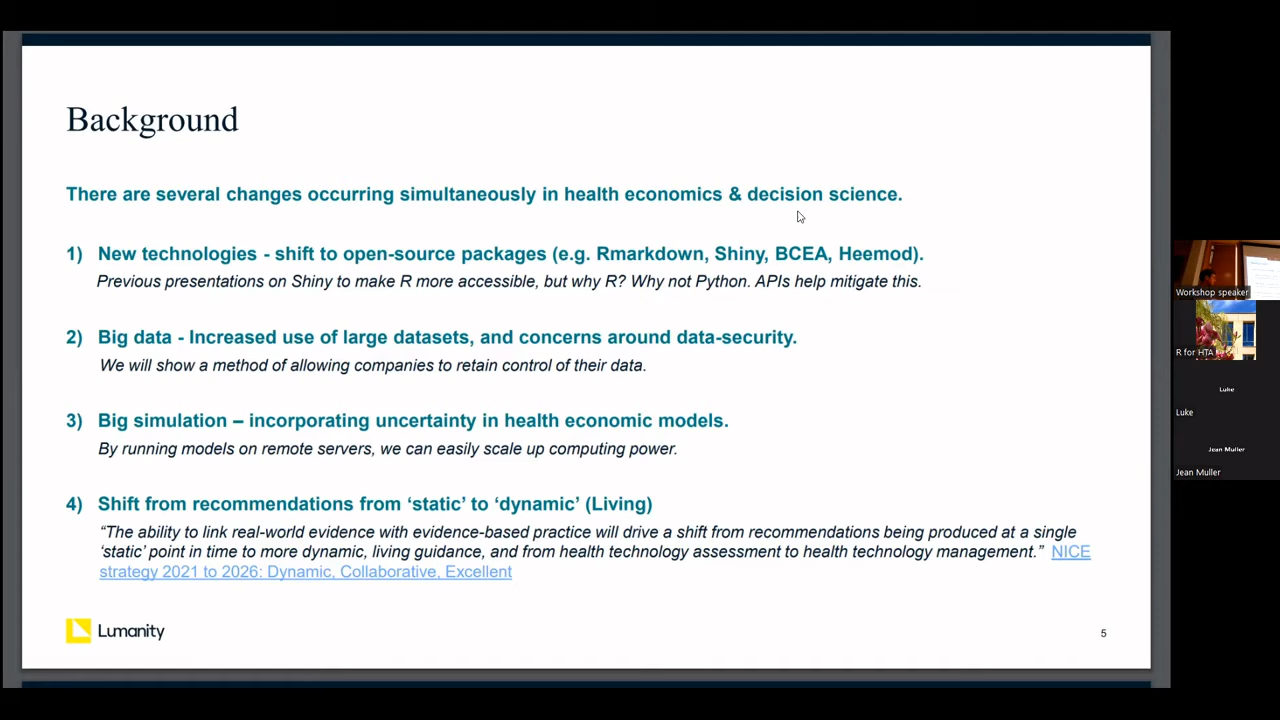 Background
There are several changes occurring simultaneously in health economics & decision science.
1) New technologies - shift to open-source packages (e.g. Rmarkdown, Shiny, BCEA, Heemod).
Previous presentations on Shiny to make R more accessible, but why R? Why not Python. APIs help mitigate this.
2) Big data - Increased use of large datasets, and concerns around data-security.
We will show a method of allowing companies to retain control of their data.
3) Big simulation – incorporating uncertainty in health economic models.
By running models on remote servers, we can easily scale up computing power.
4) Shift from recommendations from ‘static’ to ‘dynamic’ (Living)
“The ability to link real-world evidence with evidence-based practice will drive a shift from recommendations being produced at a single
‘static’ point in time to more dynamic, living guidance, and from health technology assessment to health technology management.” NICE
strategy 2021 to 2026: Dynamic, Collaborative, Excellent
Lumanity
5
Workshop speaker
R for HTA
Luke
Luke
Jean Muller
Jean Muller